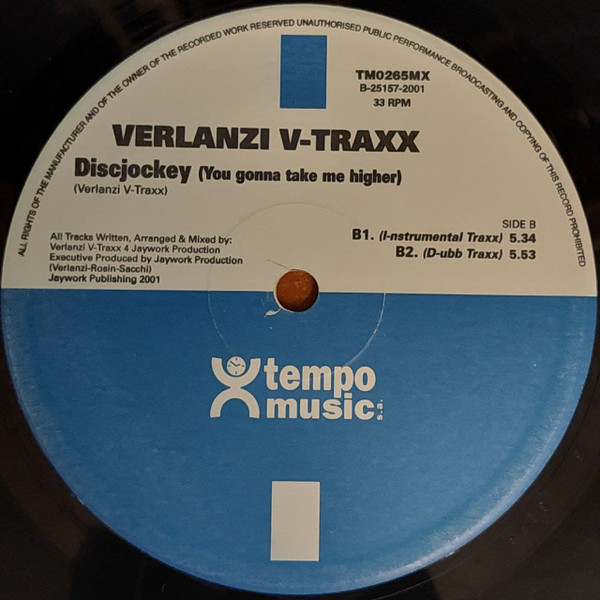 ALL RIGHTS OF THE MANUFACTURER AND OF THE OWNER OF THE RECORDED WORK RESERVED UNAUTHORISED PUBLIC PERFORMANCE BROADCASTING AND COPYING OF THIS RECORD PROHIBITED
TM0265MX
B-25157-2001
33 RPM
VERLANZI V-TRAXX
Discjockey (You gonna take me higher)
(Verlanzi V-Traxx)
SIDE B
B1. (I-nstrumental Traxx) 5.34
B2. (D-ubb Traxx) 5.53
All Tracks Written, Arranged & Mixed by:
Verlanzi V-Traxx 4 Jaywork Production
Executive Produced by Jaywork Production
(Verlanzi-Rosin-Sacchi)
Jaywork Publishing 2001
tempo
music s.a.